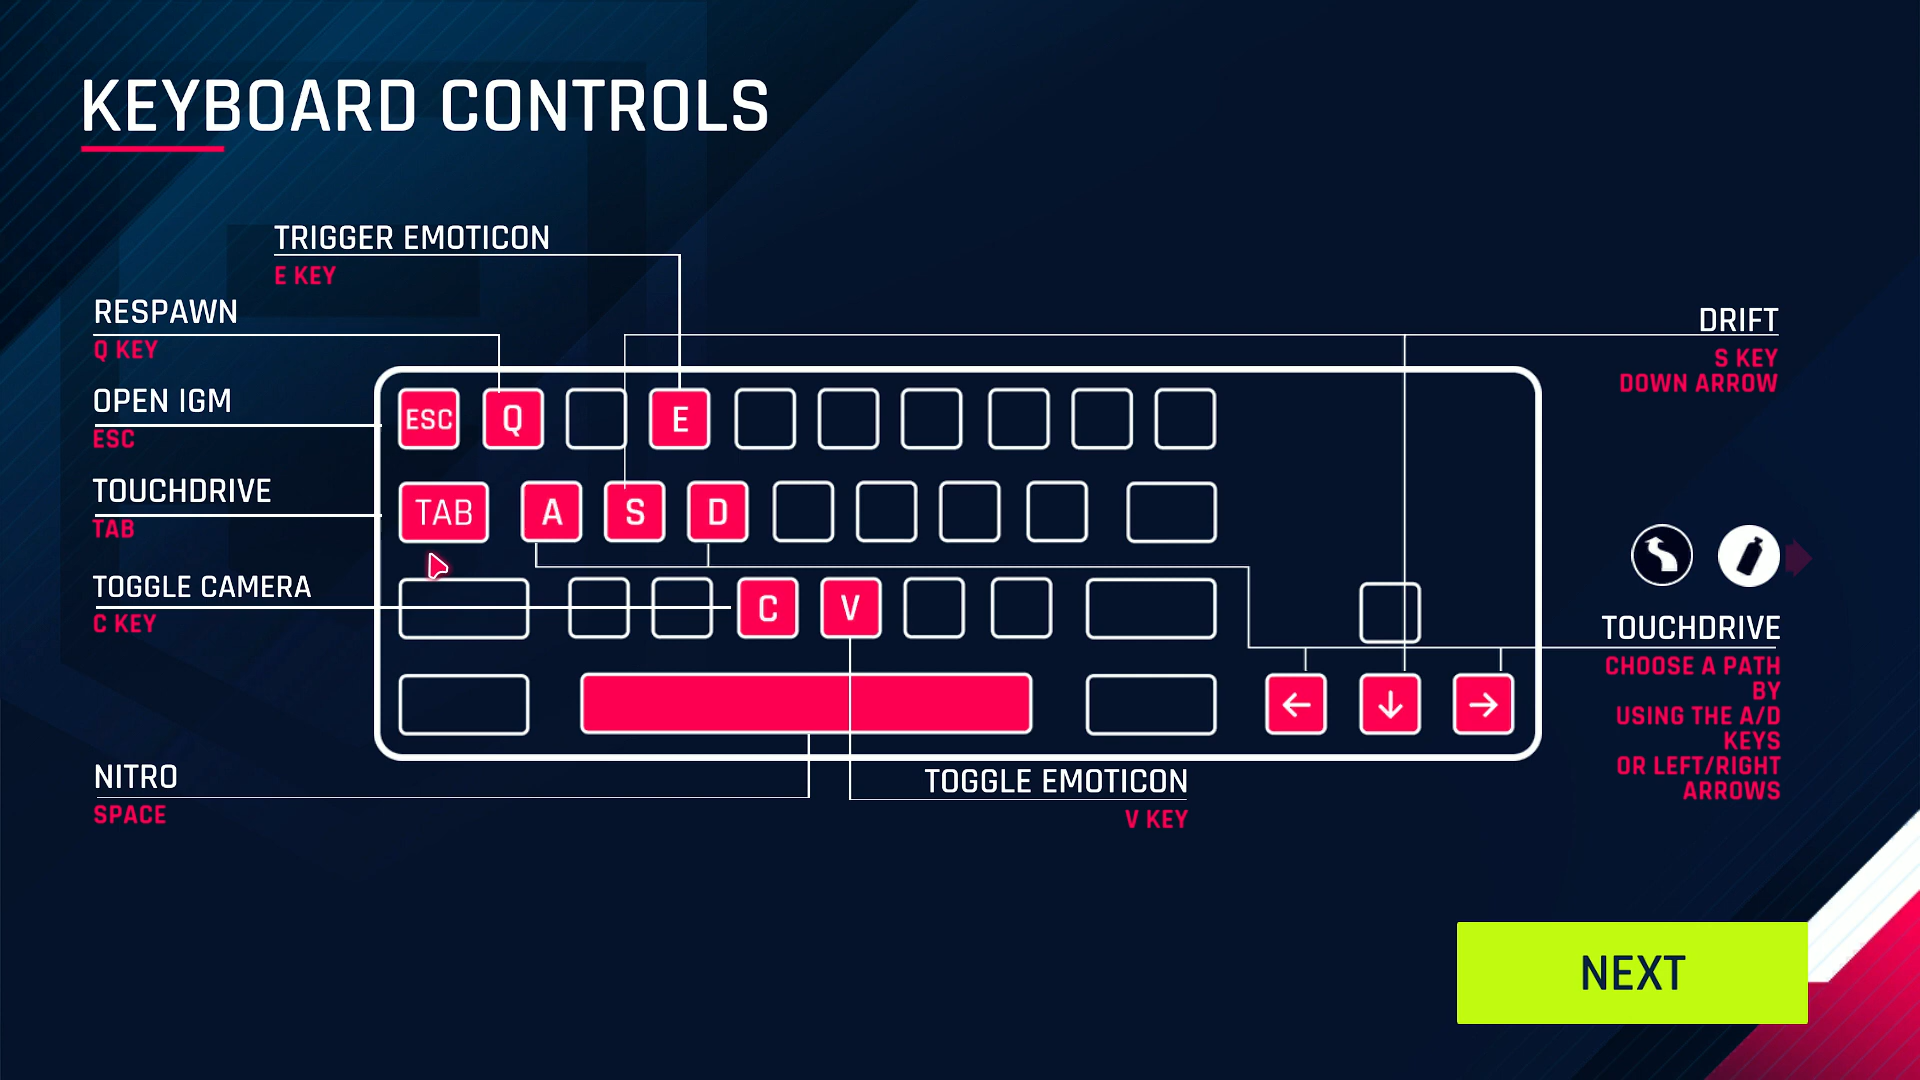 KEYBOARD CONTROLS
TRIGGER EMOTICON
E KEY
RESPAWN
Q KEY
DRIFT
S KEY
DOWN ARROW
OPEN IGM
ESC
ESC
Q
E
TOUCHDRIVE
TAB
TAB
A
S
D
TOGGLE CAMERA
C KEY
C
V
TOUCHDRIVE
CHOOSE A PATH
BY
USING THE A/D
KEYS
OR LEFT/RIGHT
ARROWS
NITRO
SPACE
TOGGLE EMOTICON
V KEY
NEXT